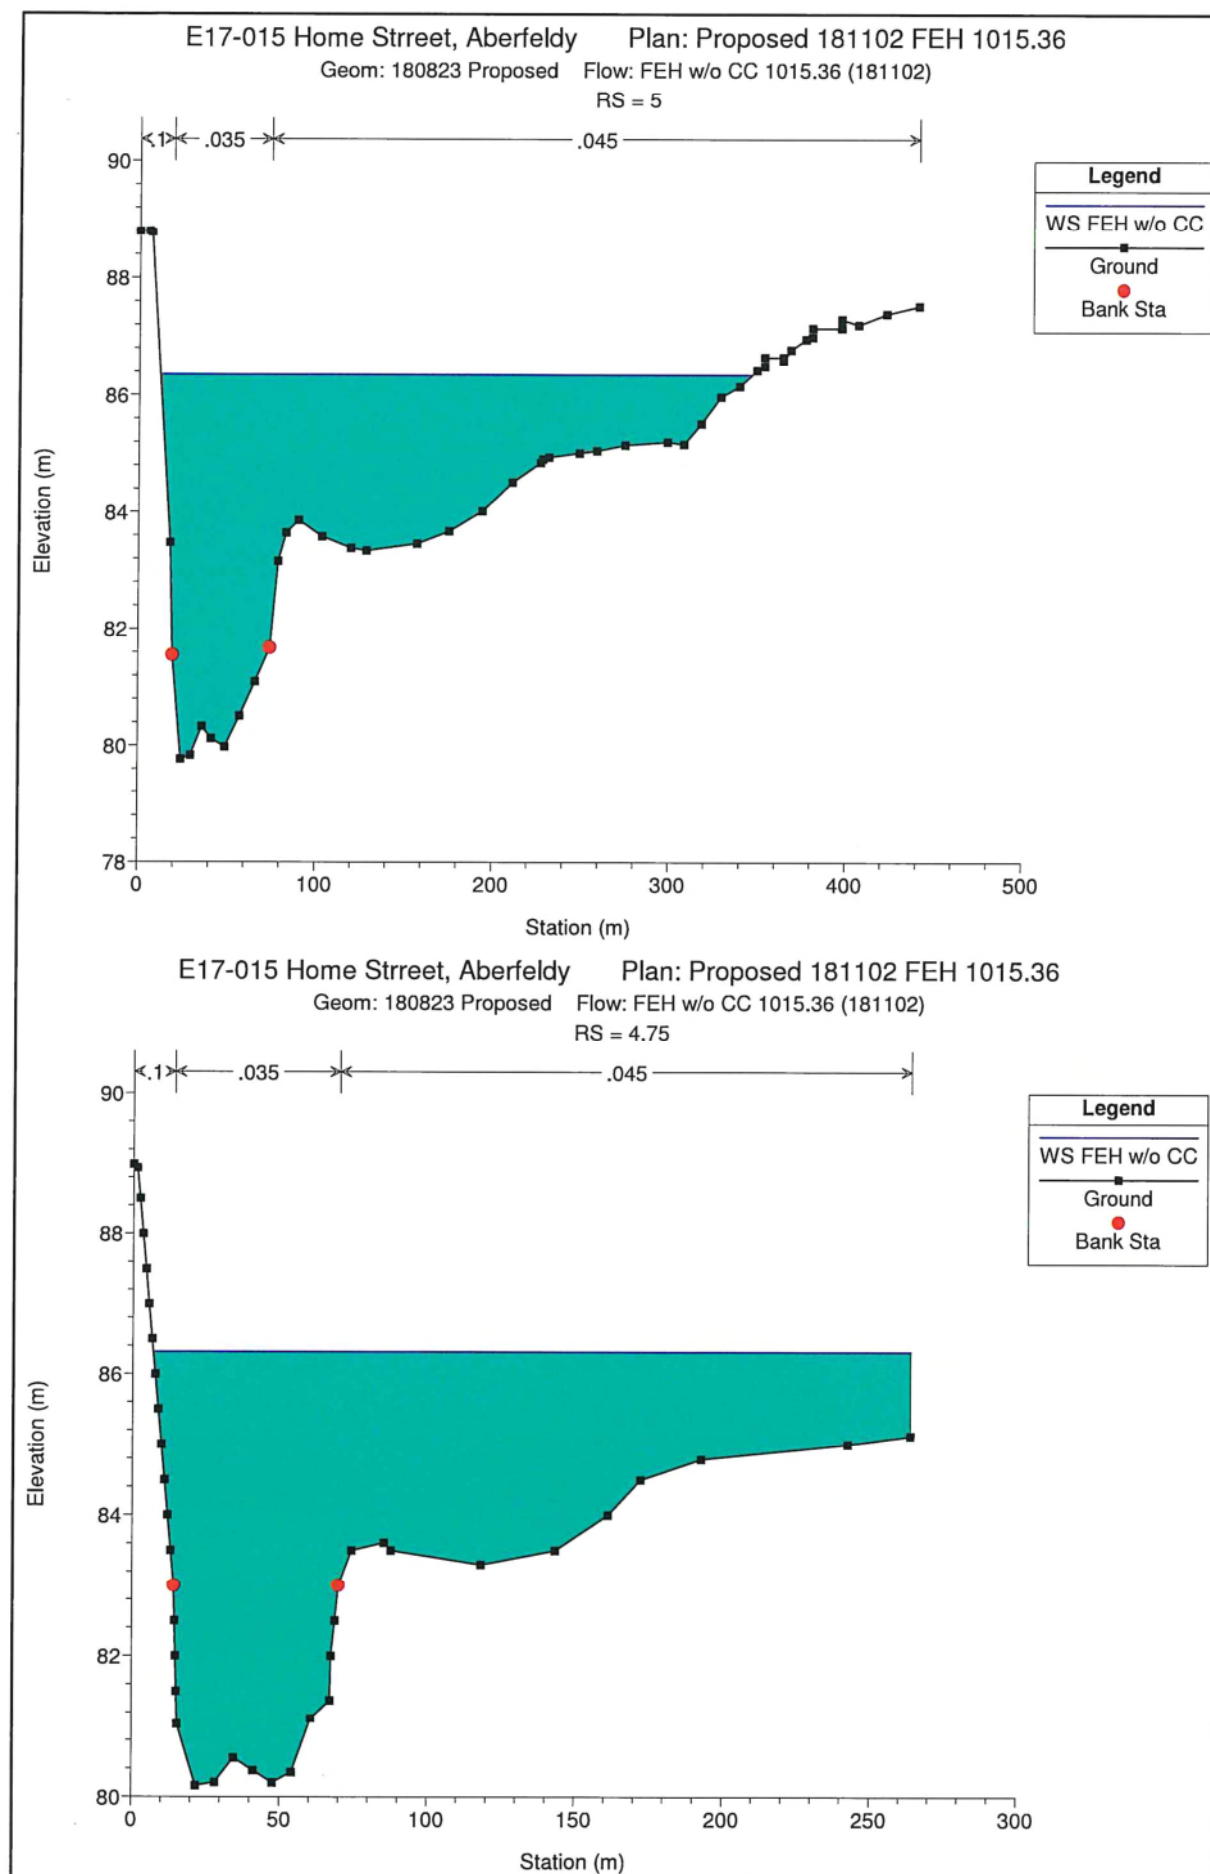 E17-015 Home Strreet, Aberfeldy Plan: Proposed 181102 FEH 1015.36
Geom: 180823 Proposed Flow: FEH w/o CC 1015.36 (181102)
RS = 5
.1 .035 .045
90
88
86
84
82
80
78
Elevation (m)
0 100 200 300 400 500
Station (m)
Legend
WS FEH w/o CC
Ground
Bank Sta
E17-015 Home Strreet, Aberfeldy Plan: Proposed 181102 FEH 1015.36
Geom: 180823 Proposed Flow: FEH w/o CC 1015.36 (181102)
RS = 4.75
.1 .035 .045
90
88
86
84
82
80
Elevation (m)
0 50 100 150 200 250 300
Station (m)
Legend
WS FEH w/o CC
Ground
Bank Sta